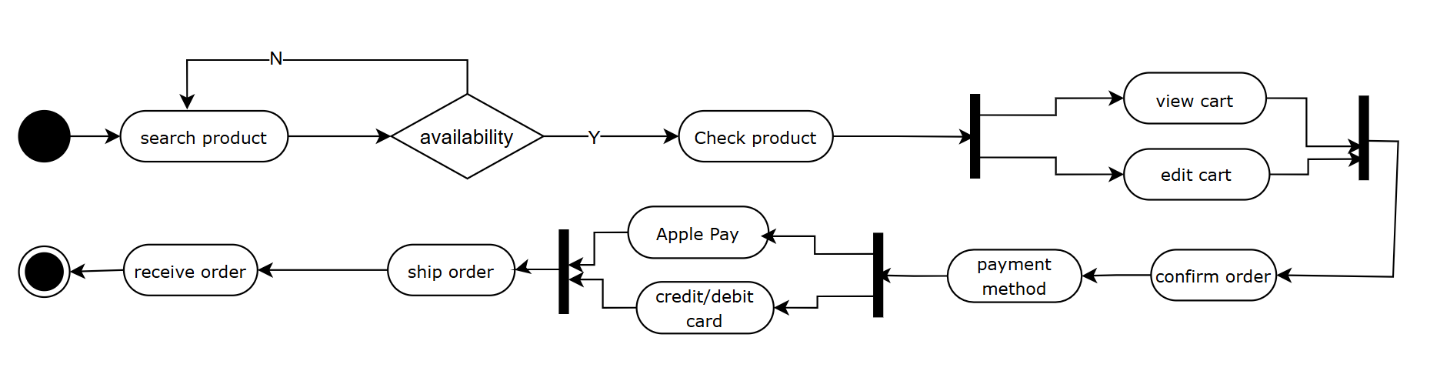 N
search product
availability
Y
Check product
view cart
edit cart
Apple Pay
credit/debit
card
payment
method
confirm order
ship order
receive order